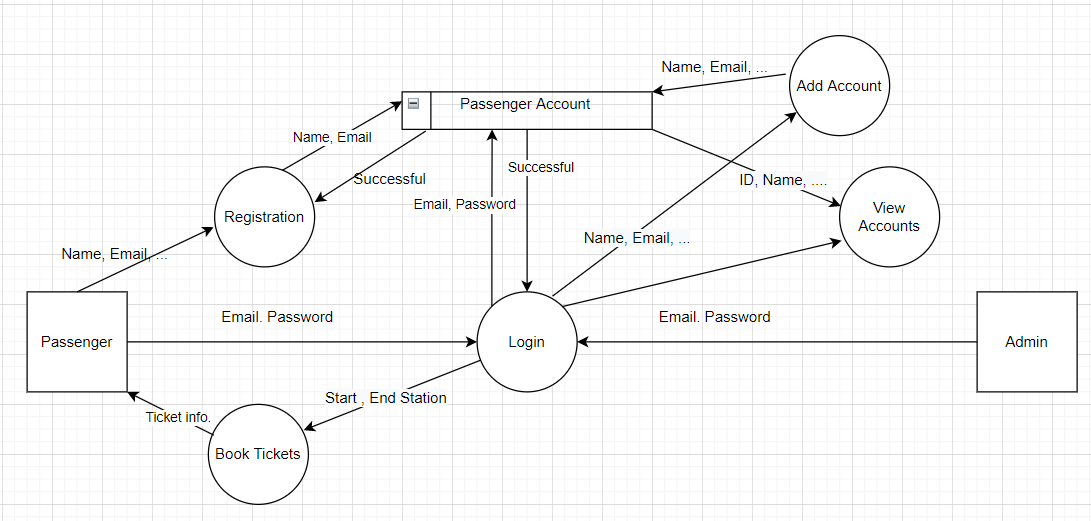 Name, Email, ...
Add Account
Passenger Account
Name, Email
Successful
Successful
ID, Name, ....
Email, Password
Registration
View
Accounts
Name, Email, ...
Name, Email, ...
Email. Password
Email. Password
Passenger
Login
Admin
Start , End Station
Ticket info.
Book Tickets